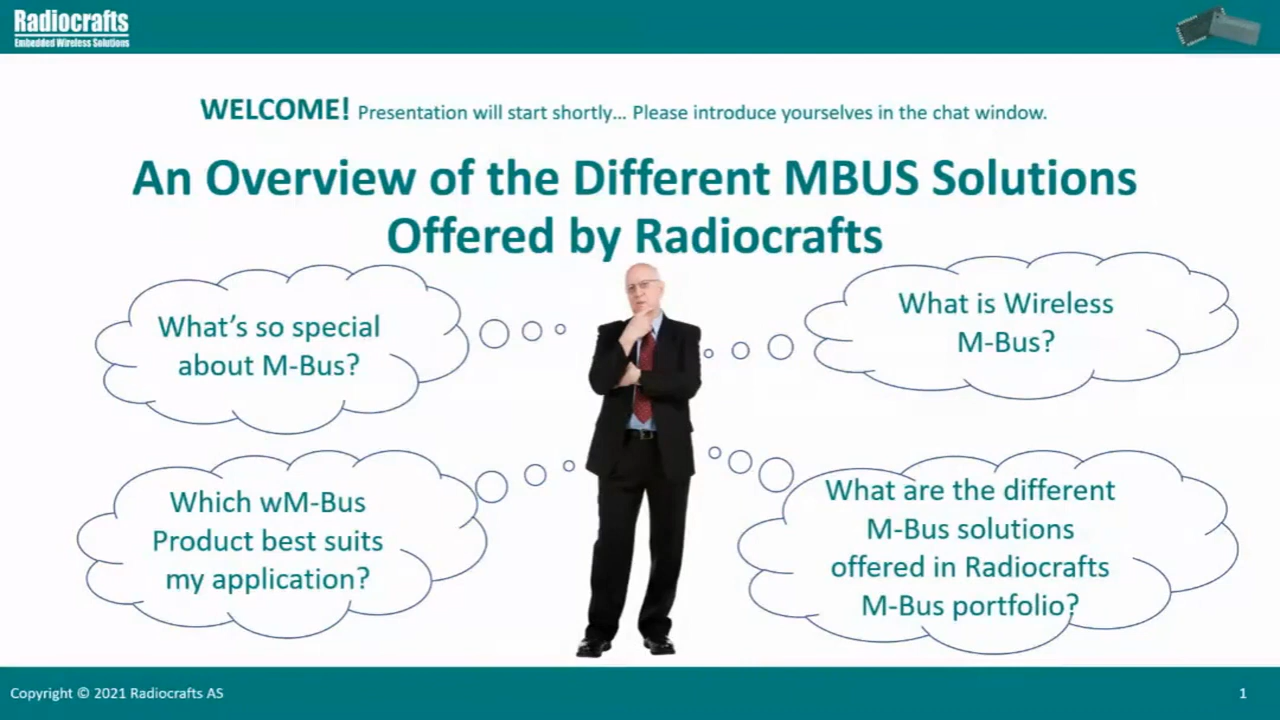 Radiocrafts
Embedded Wireless Solutions
WELCOME! Presentation will start shortly... Please introduce yourselves in the chat window.
An Overview of the Different MBUS Solutions
Offered by Radiocrafts
What's so special
about M-Bus?
What is Wireless
M-Bus?
Which wM-Bus
Product best suits
my application?
What are the different
M-Bus solutions
offered in Radiocrafts
M-Bus portfolio?
Copyright © 2021 Radiocrafts AS
1